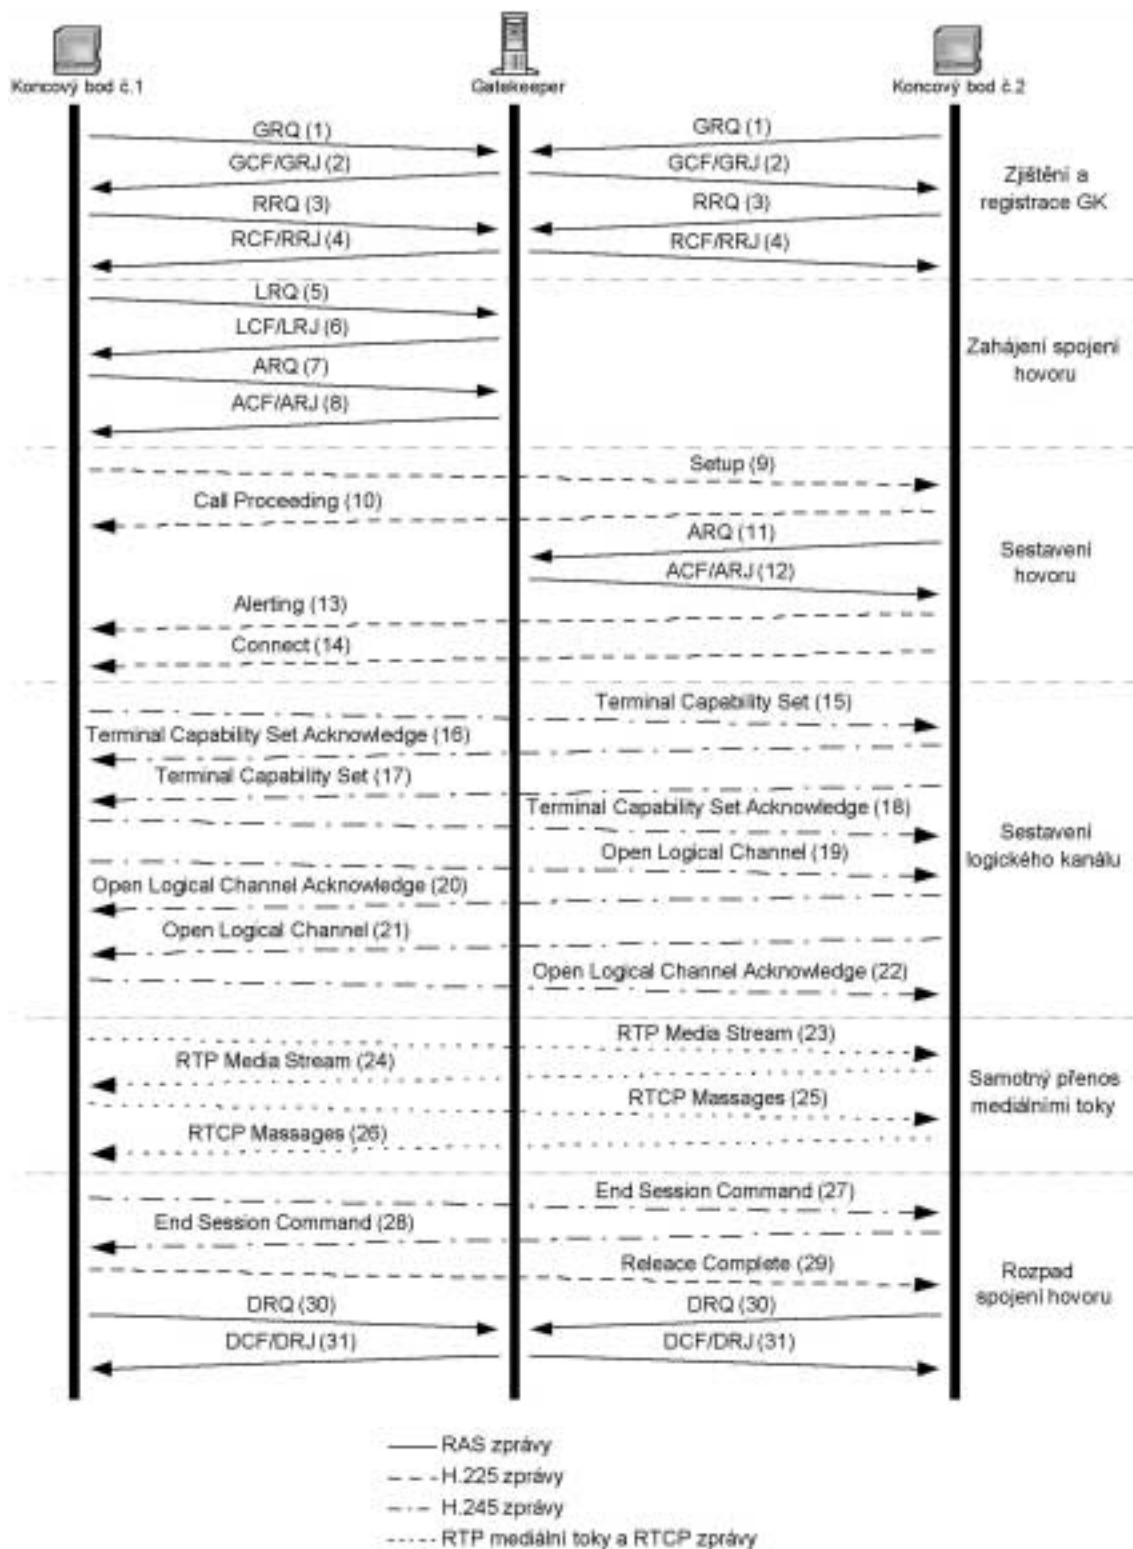 Koncový bod č.1
Gatekeeper
Koncový bod č.2
GRQ (1)
GRQ (1)
GCF/GRJ (2)
GCF/GRJ (2)
RRQ (3)
RRQ (3)
RCF/RRJ (4)
RCF/RRJ (4)
Zjištění a
registrace GK
LRQ (5)
LCF/LRJ (6)
ARQ (7)
ACF/ARJ (8)
Zahájení spojení
hovoru
Setup (9)
Call Proceeding (10)
ARQ (11)
ACF/ARJ (12)
Alerting (13)
Connect (14)
Sestavení
hovoru
Terminal Capability Set (15)
Terminal Capability Set Acknowledge (16)
Terminal Capability Set (17)
Terminal Capability Set Acknowledge (18)
Open Logical Channel (19)
Open Logical Channel Acknowledge (20)
Open Logical Channel (21)
Open Logical Channel Acknowledge (22)
Sestavení
logického kanálu
RTP Media Stream (23)
RTP Media Stream (24)
RTCP Massages (25)
RTCP Massages (26)
Samotný přenos
mediálními toky
End Session Command (27)
End Session Command (28)
Releace Complete (29)
DRQ (30)
DRQ (30)
DCF/DRJ (31)
DCF/DRJ (31)
Rozpad
spojení hovoru
RAS zprávy
H.225 zprávy
H.245 zprávy
RTP mediální toky a RTCP zprávy